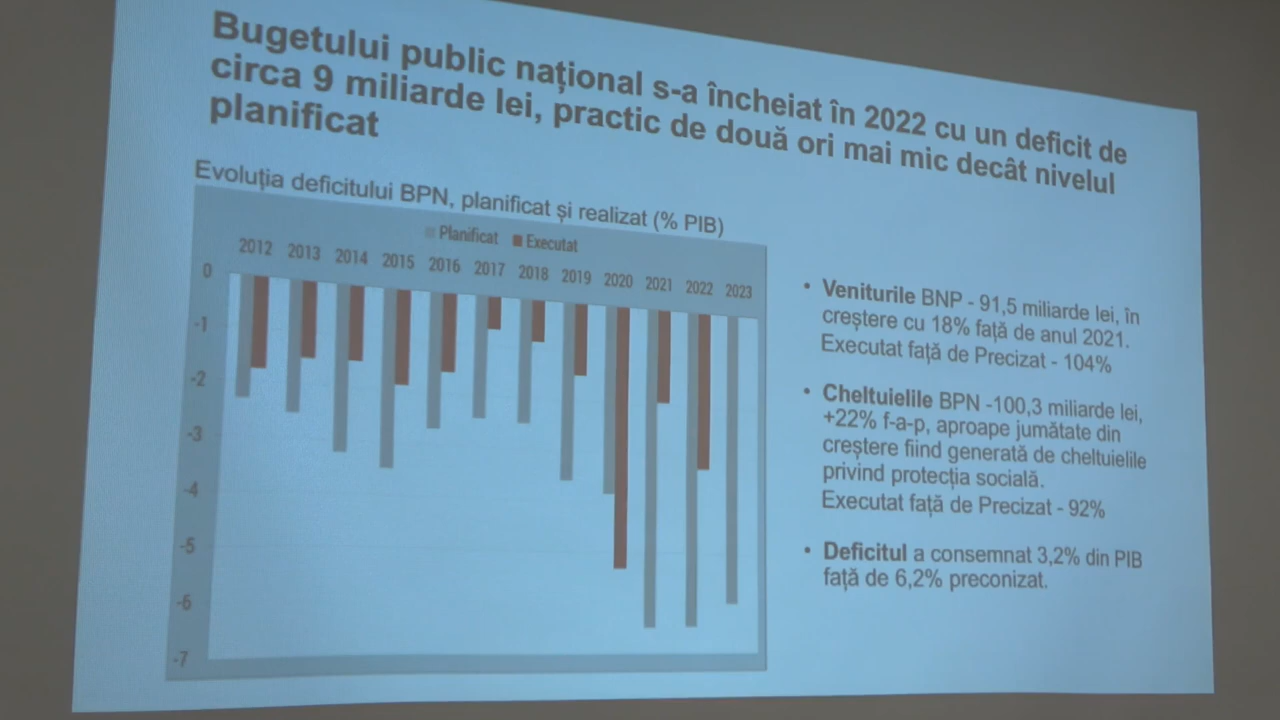 Bugetului public național s-a încheiat în 2022 cu un deficit de
circa 9 miliarde lei, practic de două ori mai mic decât nivelul
planificat
Evoluția deficitului BPN, planificat și realizat (% PIB)
Planificat Executat
2012 2013 2014 2015 2016 2017 2018 2019 2020 2021 2022 2023
0
-1
-2
-3
-4
-5
-6
-7
• Veniturile BNP - 91,5 miliarde lei, în
creștere cu 18% față de anul 2021.
Executat față de Precizat - 104%
• Cheltuielile BPN -100,3 miliarde lei,
+22% f-a-p, aproape jumătate din
creștere fiind generată de cheltuielile
privind protecția socială.
Executat față de Precizat - 92%
• Deficitul a consemnat 3,2% din PIB
față de 6,2% preconizat.